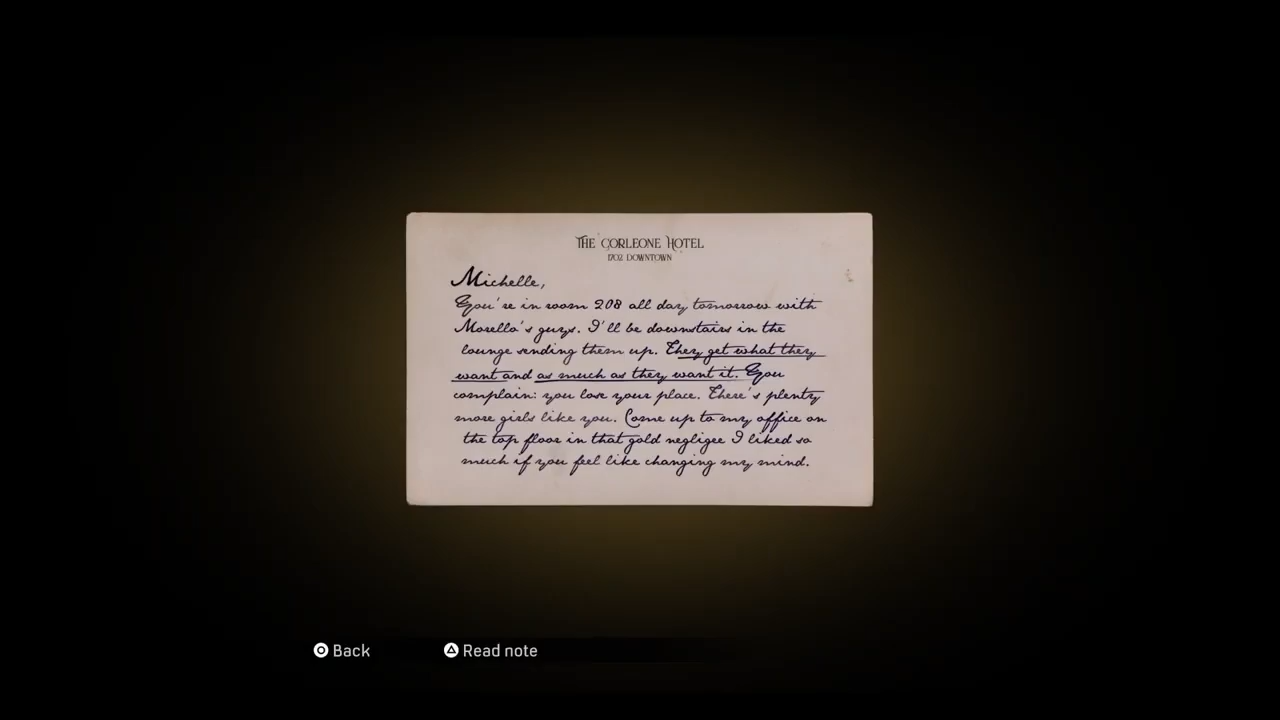 THE CORLEONE HOTEL
1702 DOWNTOWN
Michelle,
You're in room 208 all day tomorrow with
Morello's guys. I'll be downstairs in the
lounge sending them up. They get what they
want and as much as they want it. You
complain: you lose your place. There's plenty
more girls like you. Come up to my office on
the top floor in that gold negligee I liked so
much if you feel like changing my mind.
Back
Read note